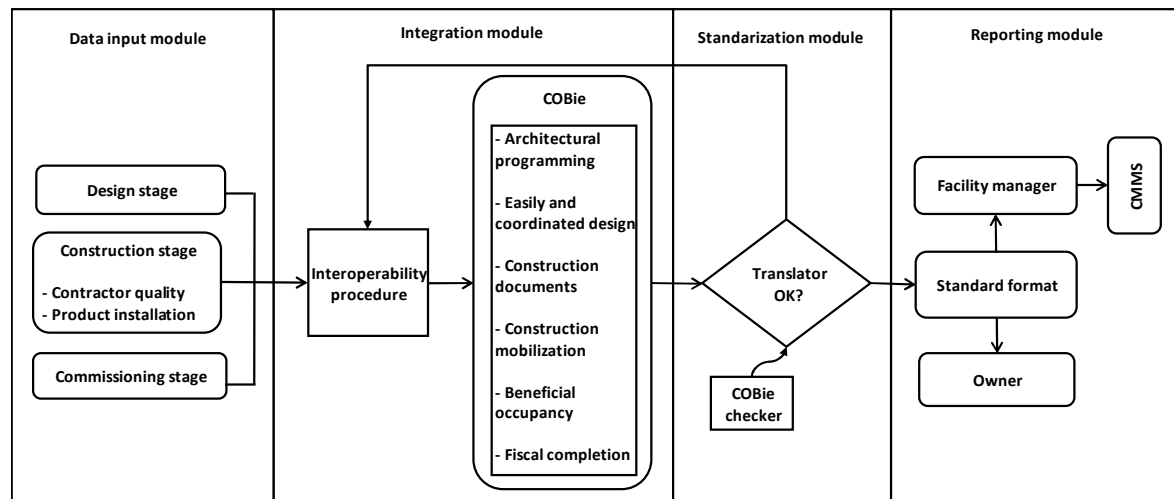 Data input module
Integration module
Standarization module
Reporting module
Design stage
Construction stage
- Contractor quality
- Product installation
Commissioning stage
Interoperability
procedure
COBie
- Architectural
programming
- Easily and
coordinated design
- Construction
documents
- Construction
mobilization
- Beneficial
occupancy
- Fiscal completion
Translator
OK?
COBie
checker
Facility manager
CMMS
Standard format
Owner